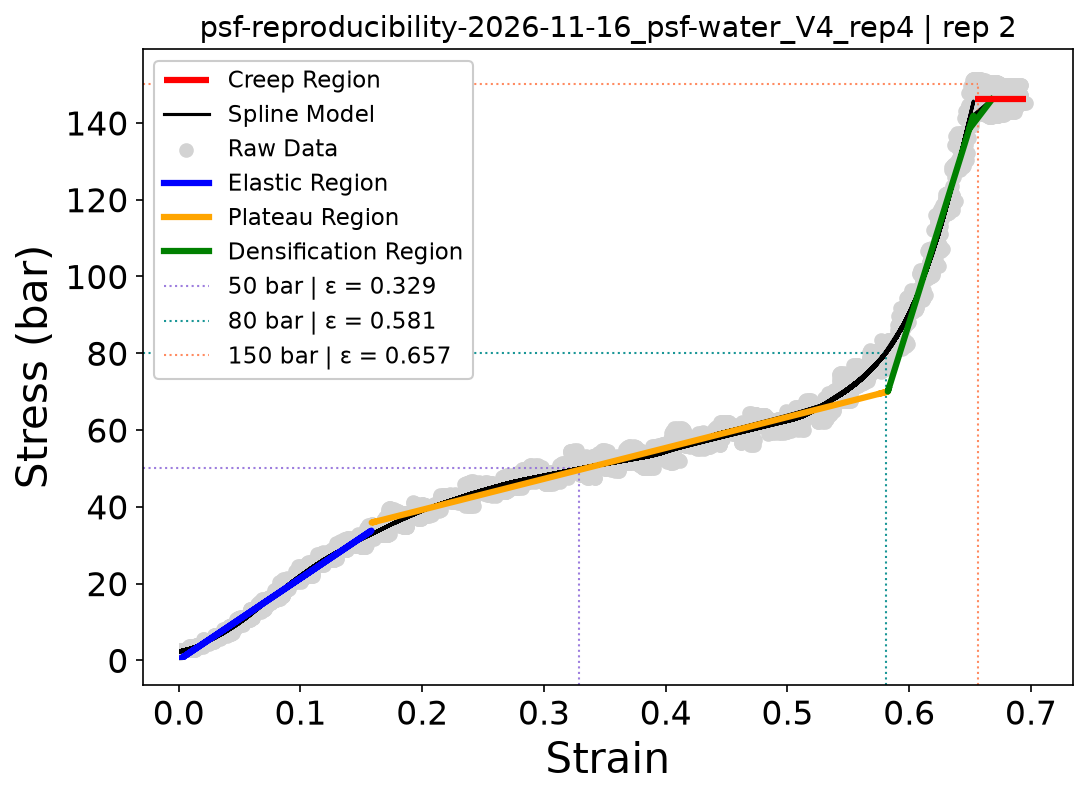 psf-reproducibility-2026-11-16_psf-water_V4_rep4 | rep 2
Creep Region
Spline Model
Raw Data
Elastic Region
Plateau Region
Densification Region
50 bar | ε = 0.329
80 bar | ε = 0.581
150 bar | ε = 0.657
Stress (bar)
140
120
100
80
60
40
20
0
0.0 0.1 0.2 0.3 0.4 0.5 0.6 0.7
Strain